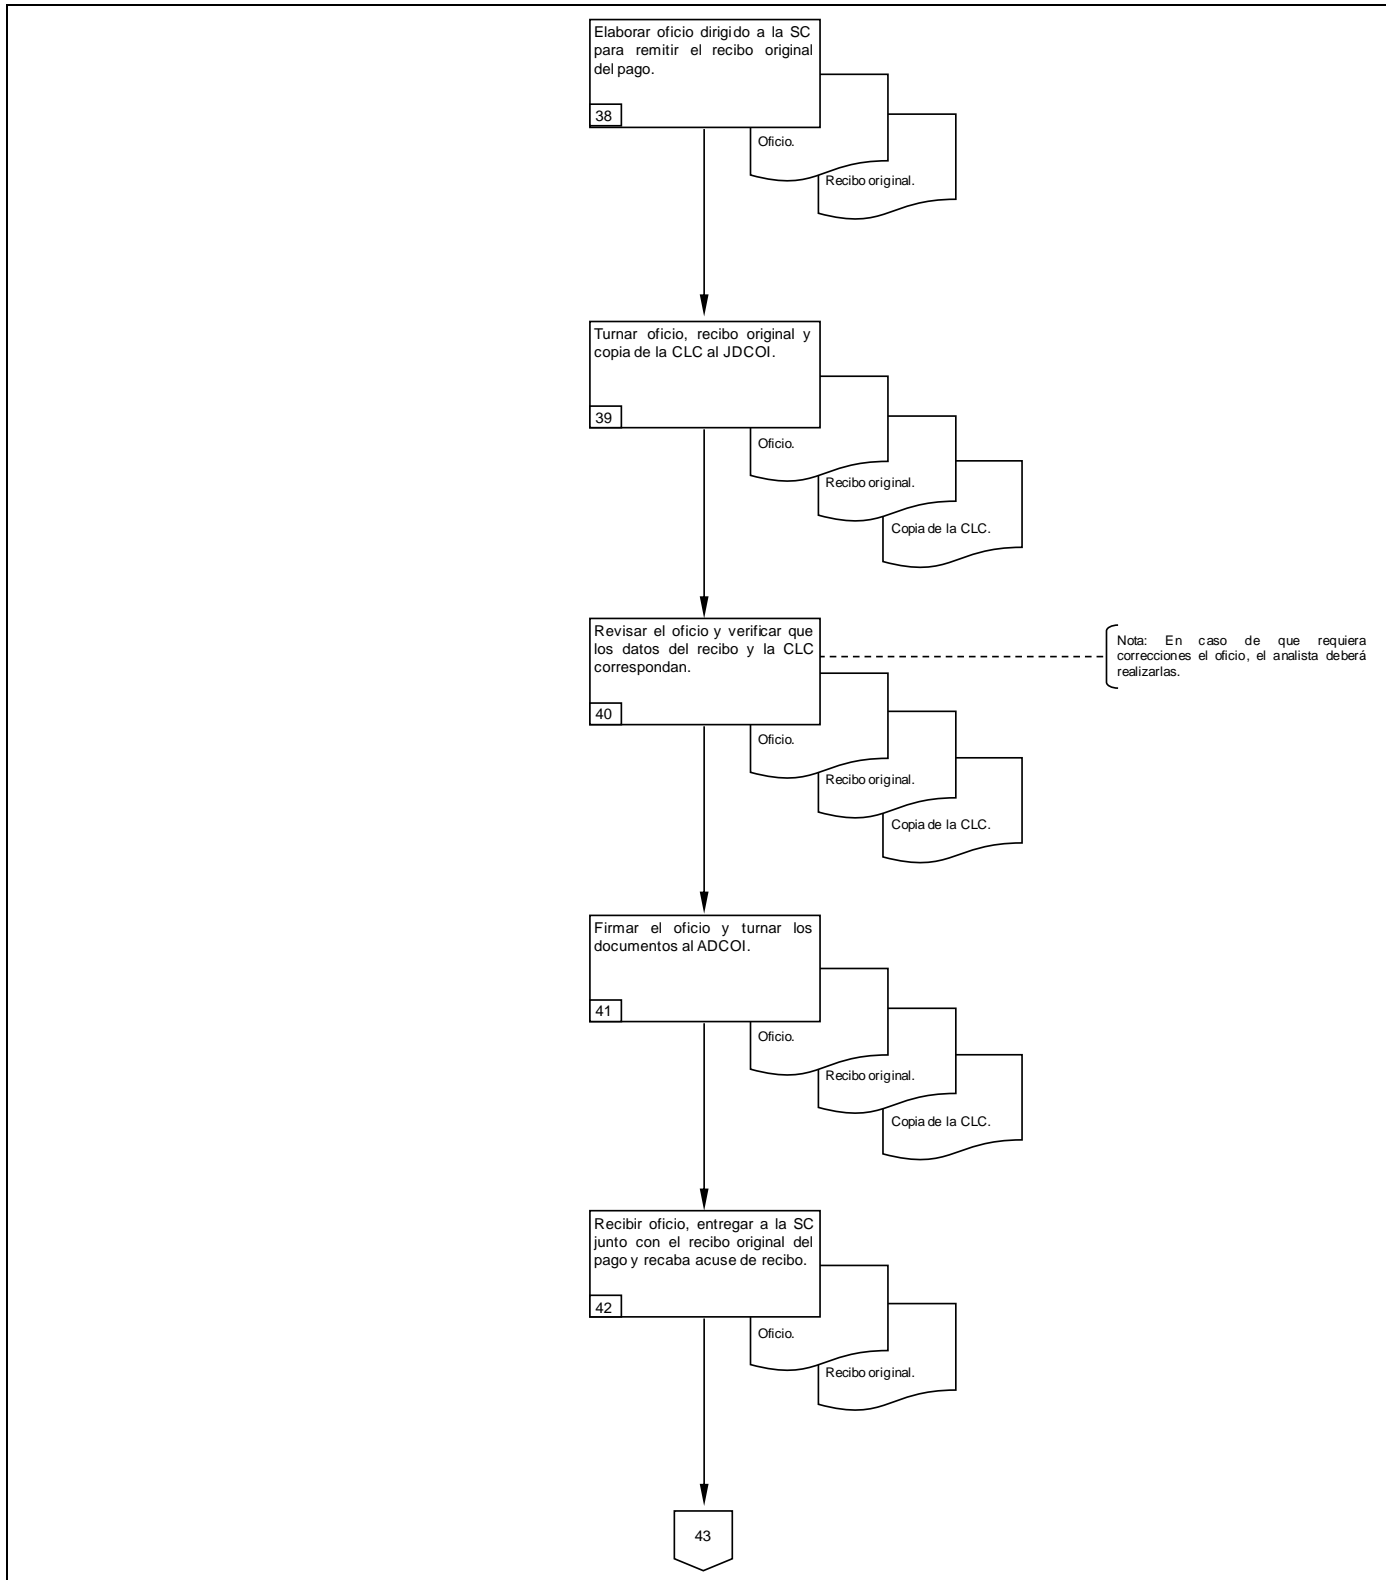 Elaborar oficio dirigido a la SC
para remitir el recibo original
del pago.
38
Oficio.
Recibo original.
Turnar oficio, recibo original y
copia de la CLC al JDCOI.
39
Oficio.
Recibo original.
Copia de la CLC.
Revisar el oficio y verificar que
los datos del recibo y la CLC
correspondan.
40
Nota: En caso de que requiera
correcciones el oficio, el analista deberá
realizarlas.
Oficio.
Recibo original.
Copia de la CLC.
Firmar el oficio y turnar los
documentos al ADCOI.
41
Oficio.
Recibo original.
Copia de la CLC.
Recibir oficio, entregar a la SC
junto con el recibo original del
pago y recaba acuse de recibo.
42
Oficio.
Recibo original.
43